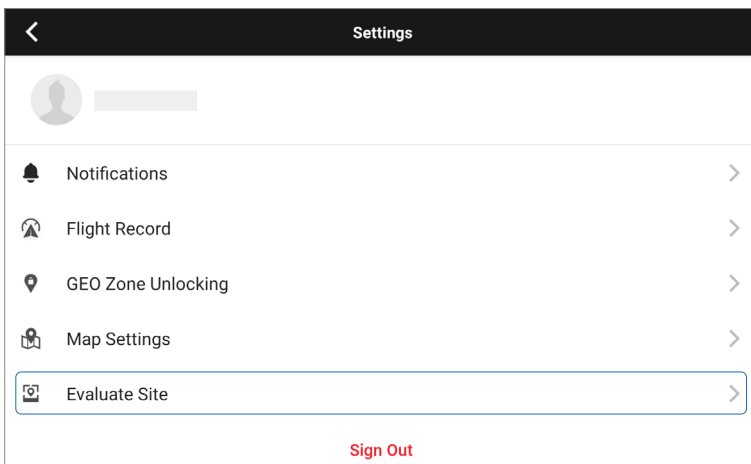 Settings
Notifications
Flight Record
GEO Zone Unlocking
Map Settings
Evaluate Site
Sign Out